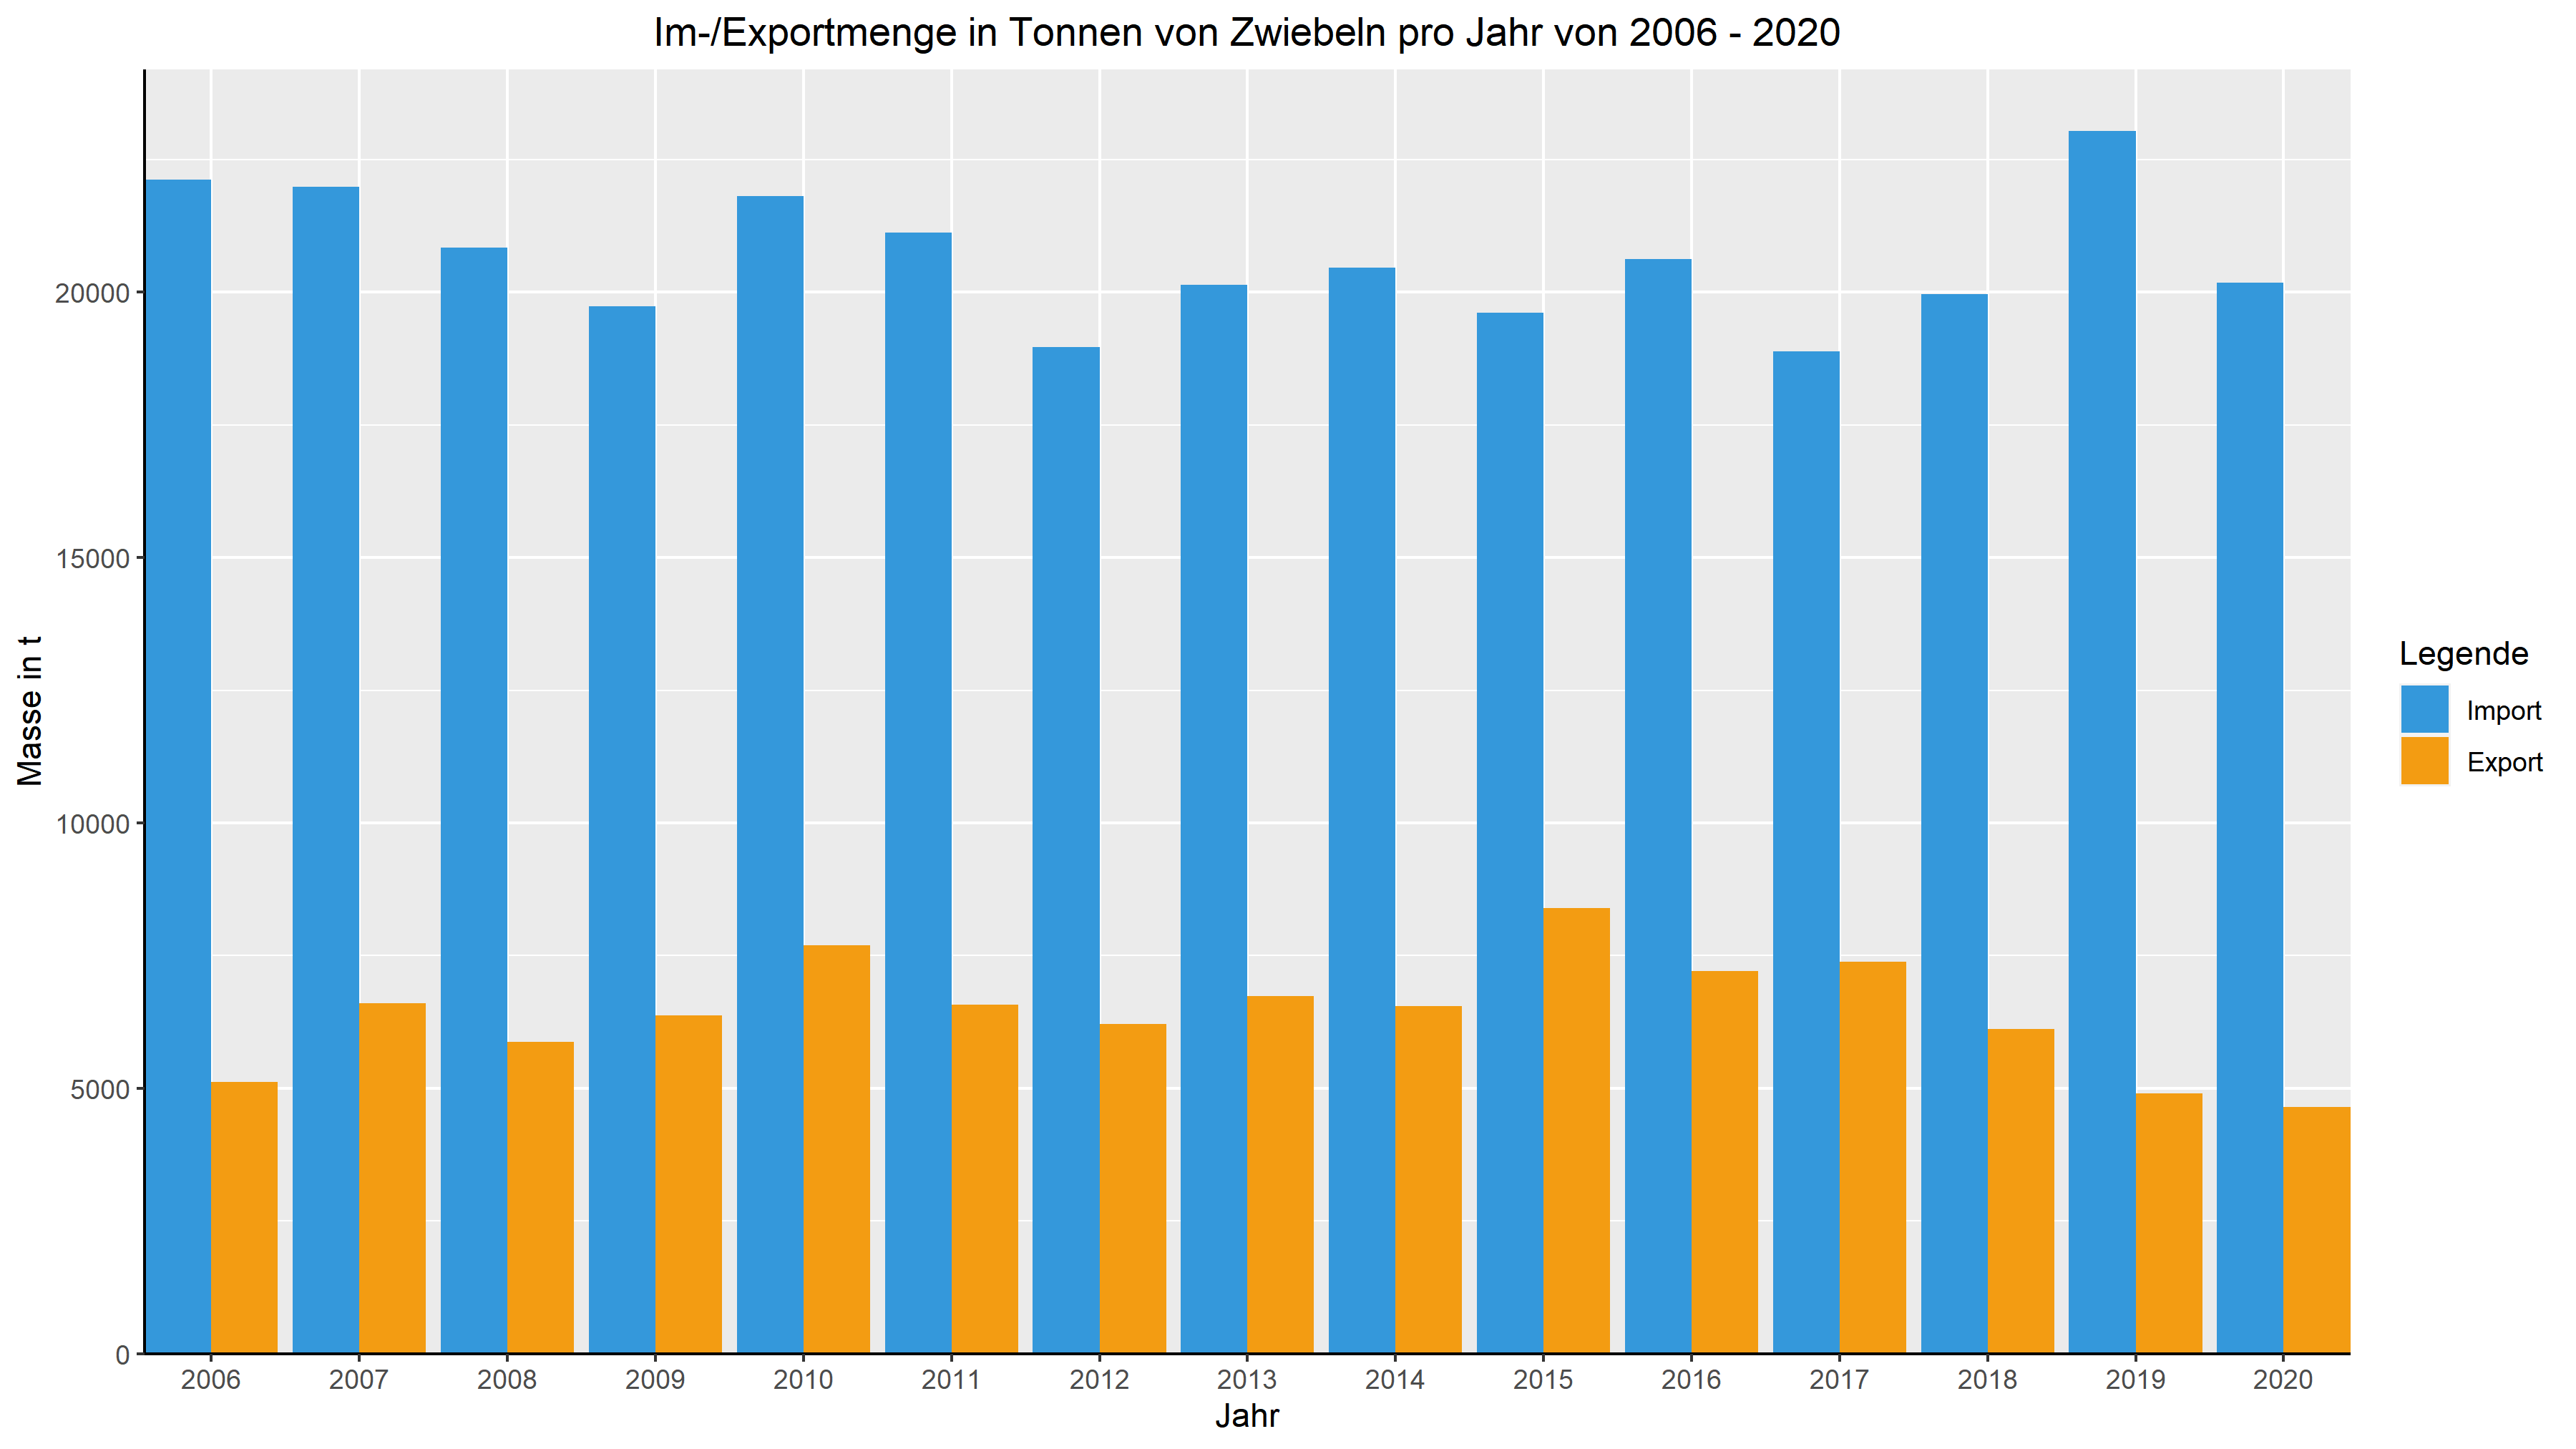 Im-/Exportmenge in Tonnen von Zwiebeln pro Jahr von 2006 - 2020
Masse in t
20000
15000
10000
5000
0
2006 2007 2008 2009 2010 2011 2012 2013 2014 2015 2016 2017 2018 2019 2020
Jahr
Legende
Import
Export